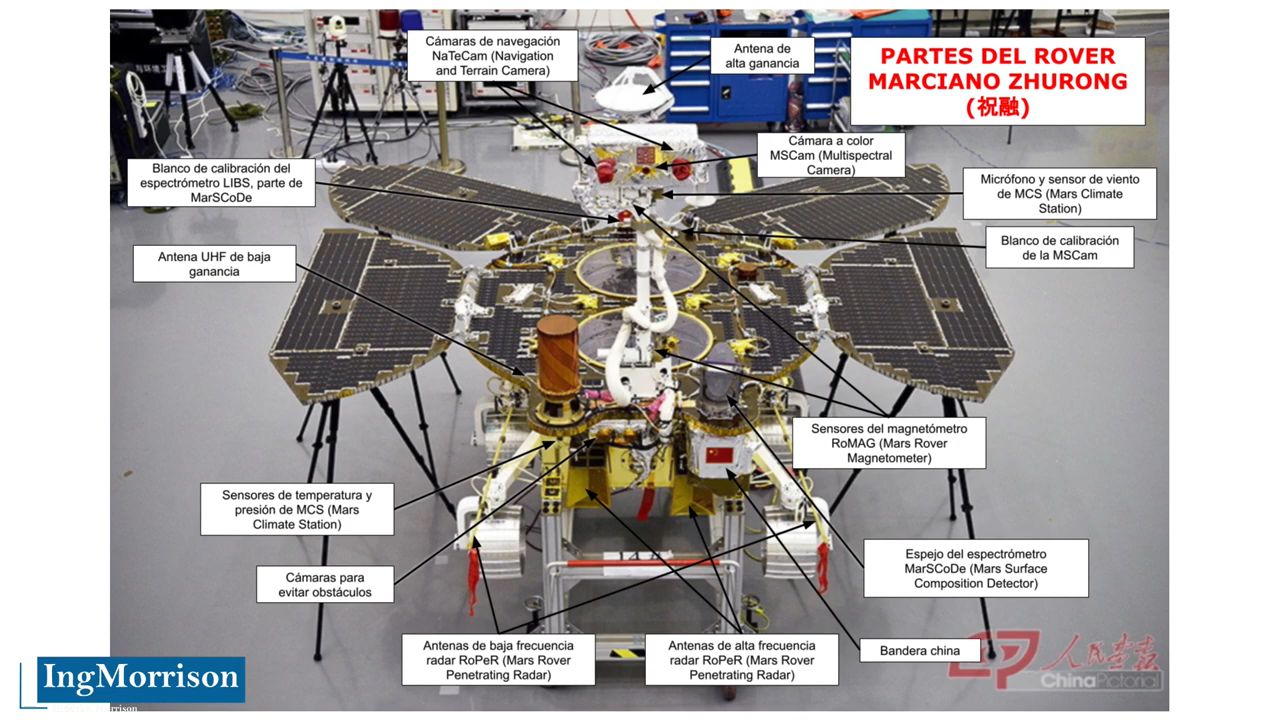 Cámaras de navegación
NaTeCam (Navigation
and Terrain Camera)
Antena de
alta ganancia
PARTES DEL ROVER
MARCIANO ZHURONG
(祝融)
Cámara a color
MSCam (Multispectral
Camera)
Blanco de calibración del
espectrómetro LIBS, parte de
MarSCoDe
Micrófono y sensor de viento
de MCS (Mars Climate
Station)
Antena UHF de baja
ganancia
Blanco de calibración
de la MSCam
Sensores del magnetómetro
RoMAG (Mars Rover
Magnetometer)
Sensores de temperatura y
presión de MCS (Mars
Climate Station)
Espejo del espectrómetro
MarSCoDe (Mars Surface
Composition Detector)
Cámaras para
evitar obstáculos
Antenas de baja frecuencia
radar RoPeR (Mars Rover
Penetrating Radar)
Antenas de alta frecuencia
radar RoPeR (Mars Rover
Penetrating Radar)
Bandera china
人民画报
ChinaPictorial
IngMorrison